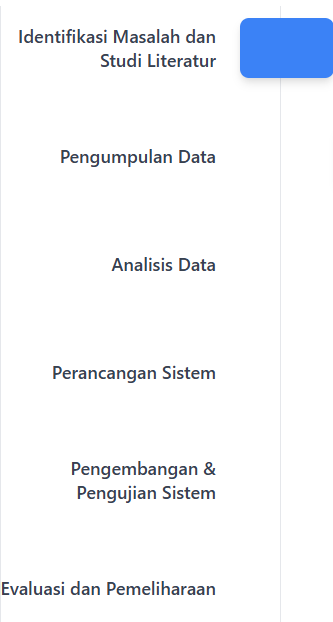 Identifikasi Masalah dan
Studi Literatur
Pengumpulan Data
Analisis Data
Perancangan Sistem
Pengembangan &
Pengujian Sistem
Evaluasi dan Pemeliharaan